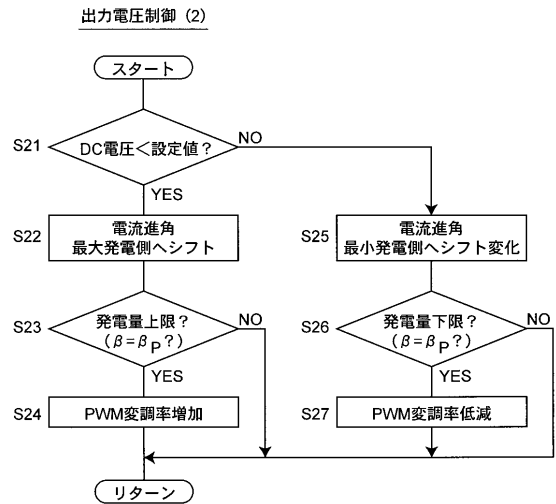 出力電圧制御（2）
スタート
S21
DC電圧＜設定値？
NO
YES
S22
電流進角
最大発電側へシフト
S25
電流進角
最小発電側へシフト変化
S23
発電量上限？
（β=βP？）
NO
YES
S26
発電量下限？
（β=βP？）
NO
YES
S24
PWM変調率増加
S27
PWM変調率低減
リターン